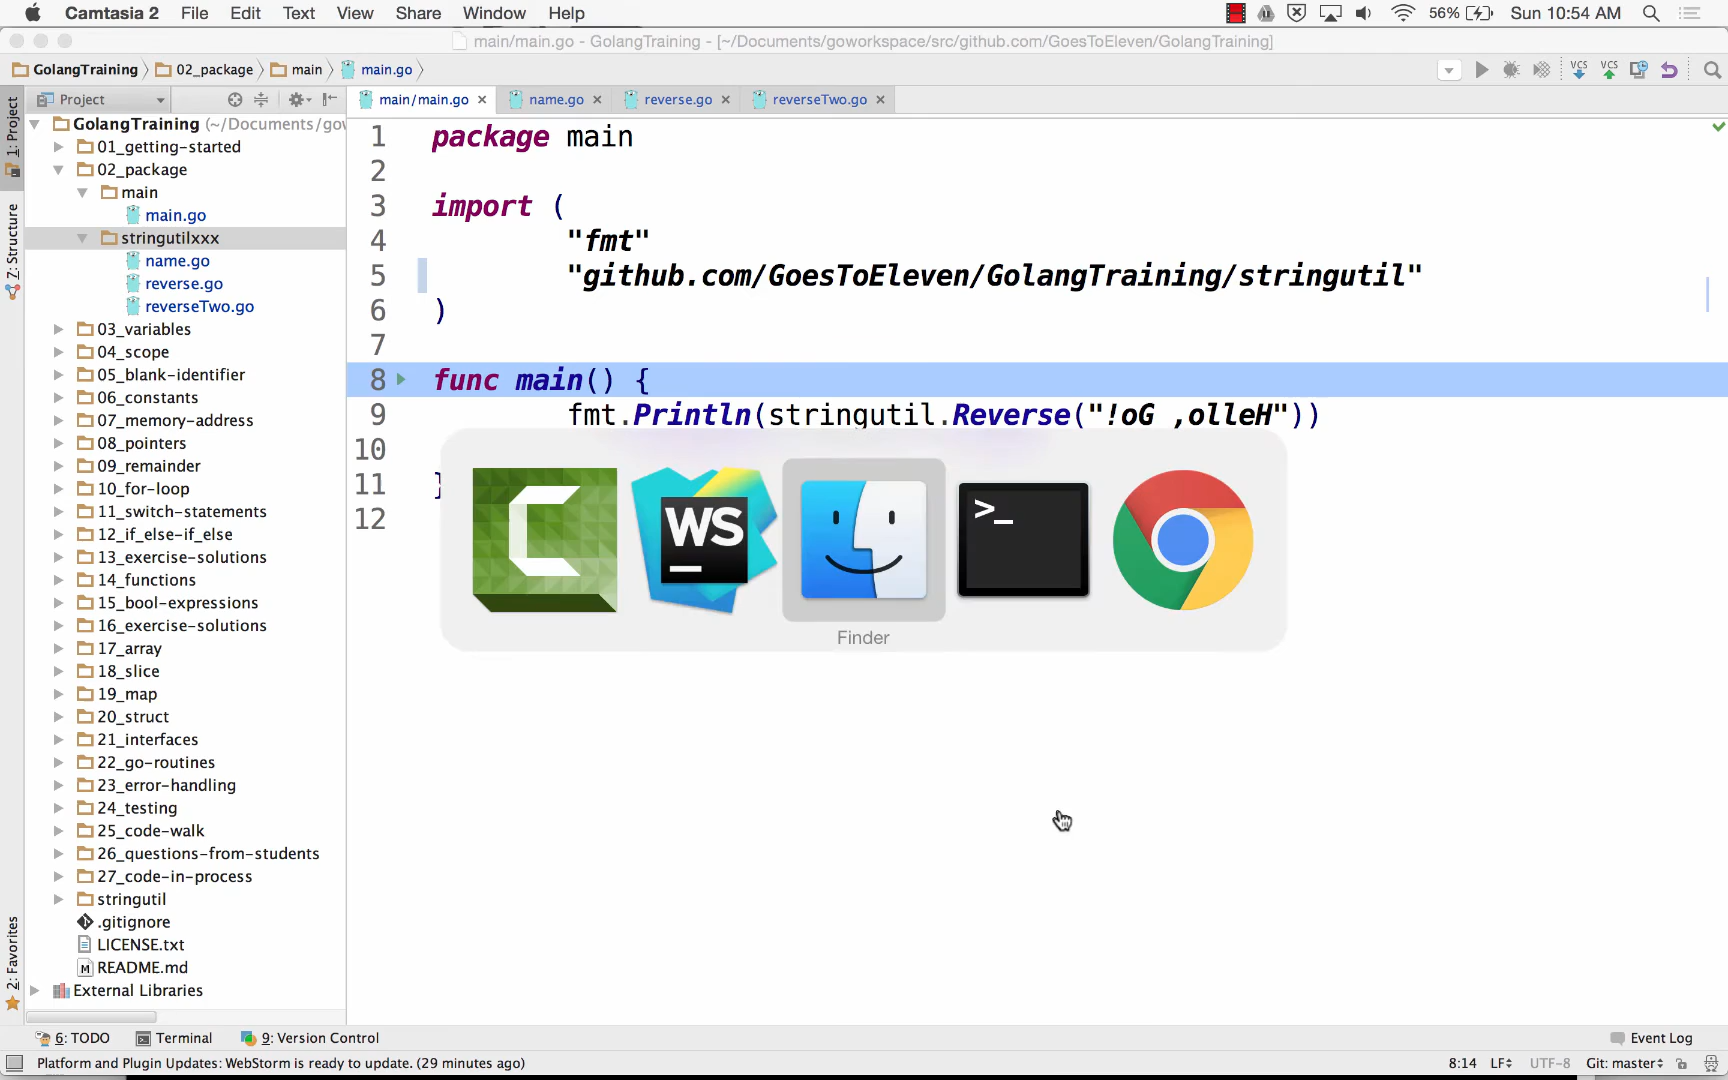 Camtasia 2 File Edit Text View Share Window Help 56% Sun 10:54 AM
main/main.go - GolangTraining - [~/Documents/goworkspace/src/github.com/GoesToEleven/GolangTraining]
GolangTraining 02_package main main.go VCS VCS
Project main/main.go name.go reverse.go reverseTwo.go
1: Project
Z: Structure
2: Favorites
GolangTraining (~/Documents/gow
01_getting-started
02_package
main
main.go
stringutilxxx
name.go
reverse.go
reverseTwo.go
03_variables
04_scope
05_blank-identifier
06_constants
07_memory-address
08_pointers
09_remainder
10_for-loop
11_switch-statements
12_if_else-if_else
13_exercise-solutions
14_functions
15_bool-expressions
16_exercise-solutions
17_array
18_slice
19_map
20_struct
21_interfaces
22_go-routines
23_error-handling
24_testing
25_code-walk
26_questions-from-students
27_code-in-process
stringutil
.gitignore
LICENSE.txt
README.md
External Libraries
1 package main
2
3 import (
4 "fmt"
5 "github.com/GoesToEleven/GolangTraining/stringutil"
6 )
7
8 func main() {
9 fmt.Println(stringutil.Reverse("!oG ,olleH"))
10
11 }
12
WS >_
Finder
6: TODO Terminal 9: Version Control Event Log
Platform and Plugin Updates: WebStorm is ready to update. (29 minutes ago) 8:14 LF UTF-8 Git: master